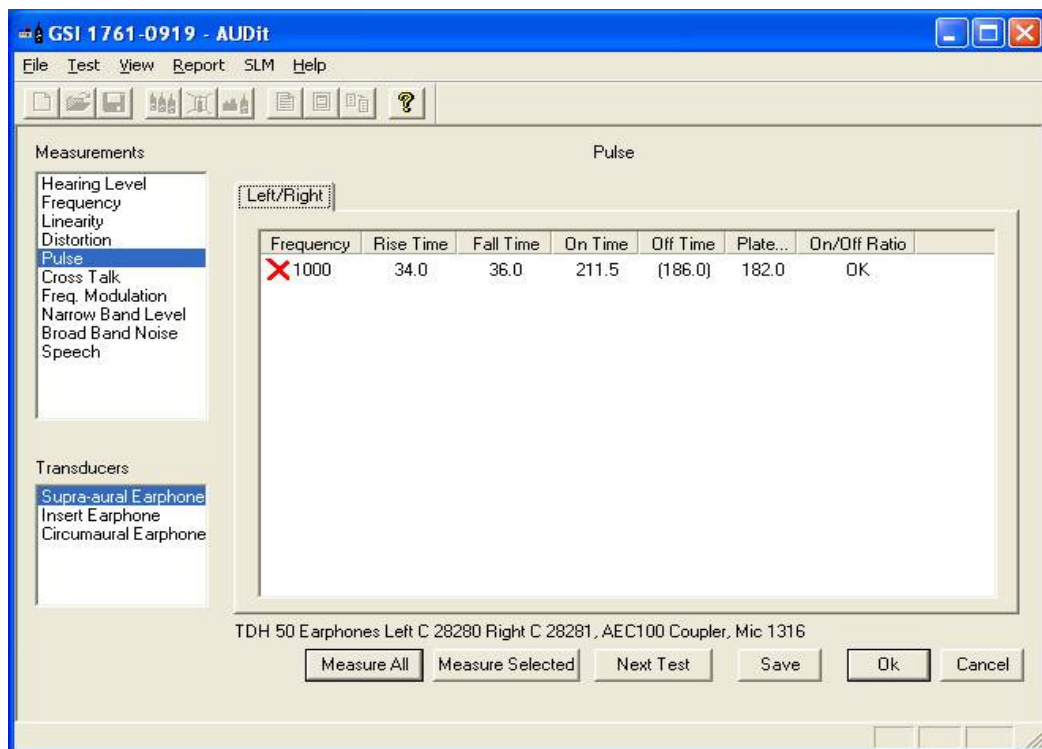 GSI 1761-0919 - AUDit
File Test View Report SLM Help
Measurements
Pulse
Hearing Level
Frequency
Linearity
Distortion
Pulse
Cross Talk
Freq. Modulation
Narrow Band Level
Broad Band Noise
Speech
Left/Right
Frequency Rise Time Fall Time On Time Off Time Plate... On/Off Ratio
1000 34.0 36.0 211.5 (186.0) 182.0 OK
Transducers
Supra-aural Earphone
Insert Earphone
Circumaural Earphone
TDH 50 Earphones Left C 28280 Right C 28281, AEC100 Coupler, Mic 1316
Measure All Measure Selected Next Test Save Ok Cancel